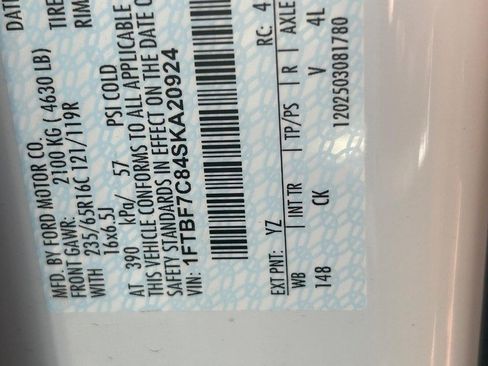 DATE
MFD. BY FORD MOTOR CO.
FRONT GAWR: 2100 KG ( 4630 LB) TIRE
WITH 235/65R16C 121/119R RIM
16x6.5J
AT 390 kPa/ 57 PSI COLD
THIS VEHICLE CONFORMS TO ALL APPLICABLE
SAFETY STANDARDS IN EFFECT ON THE DATE O
VIN: 1FTBF7C84SKA20924
EXT PNT: YZ RC: 4
WB INT TR TP/PS R AXLE
148 CK V 4L
1202503081780